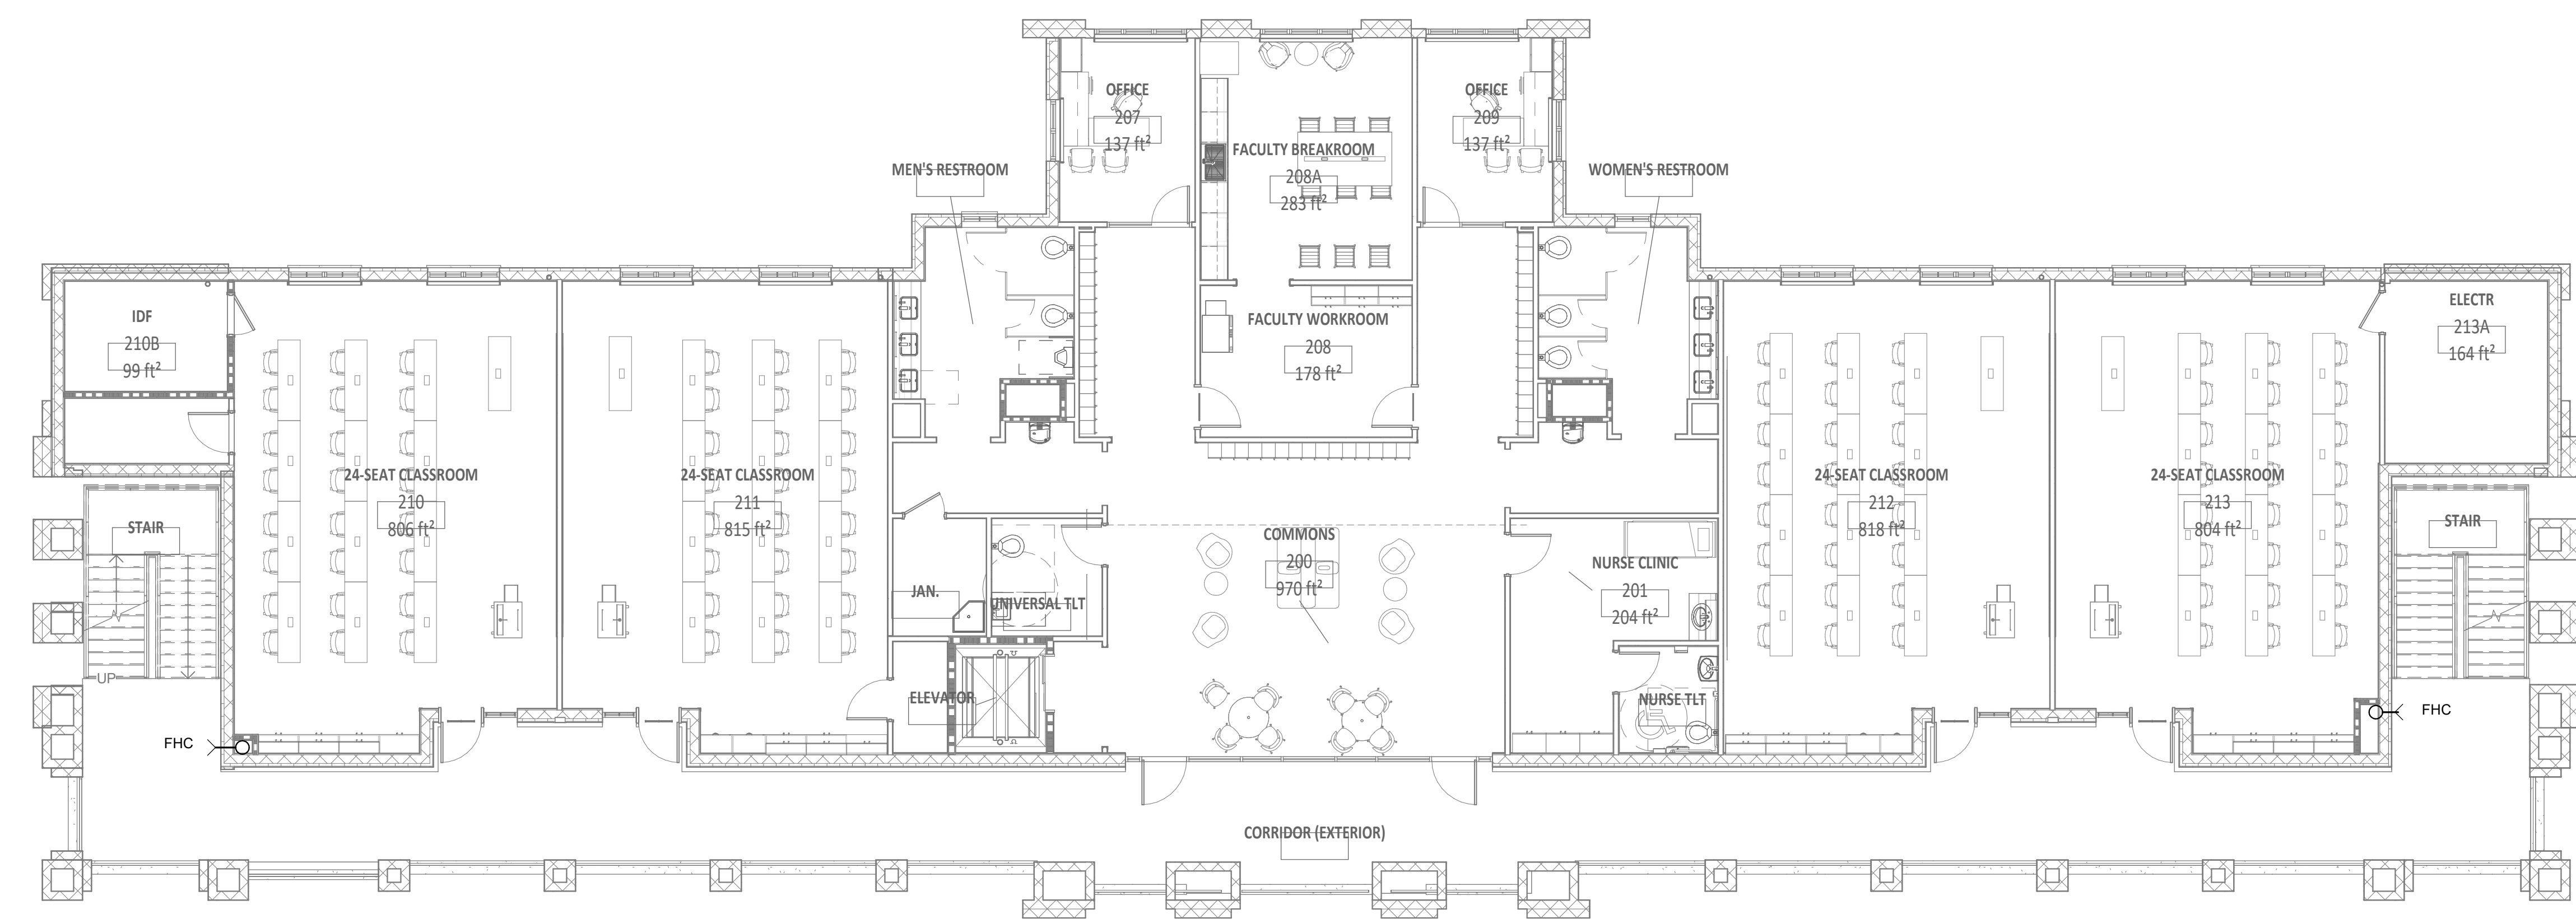 OFFICE
207
137 ft²
OFFICE
209
137 ft²
FACULTY BREAKROOM
208A
283 ft²
MEN'S RESTROOM
WOMEN'S RESTROOM
IDF
210B
99 ft²
FACULTY WORKROOM
208
178 ft²
ELECTR
213A
164 ft²
24-SEAT CLASSROOM
210
806 ft²
24-SEAT CLASSROOM
211
815 ft²
24-SEAT CLASSROOM
212
818 ft²
24-SEAT CLASSROOM
213
804 ft²
STAIR
STAIR
COMMONS
200
970 ft²
NURSE CLINIC
201
204 ft²
JAN.
UNIVERSAL TLT
UP
ELEVATOR
NURSE TLT
FHC
FHC
CORRIDOR (EXTERIOR)